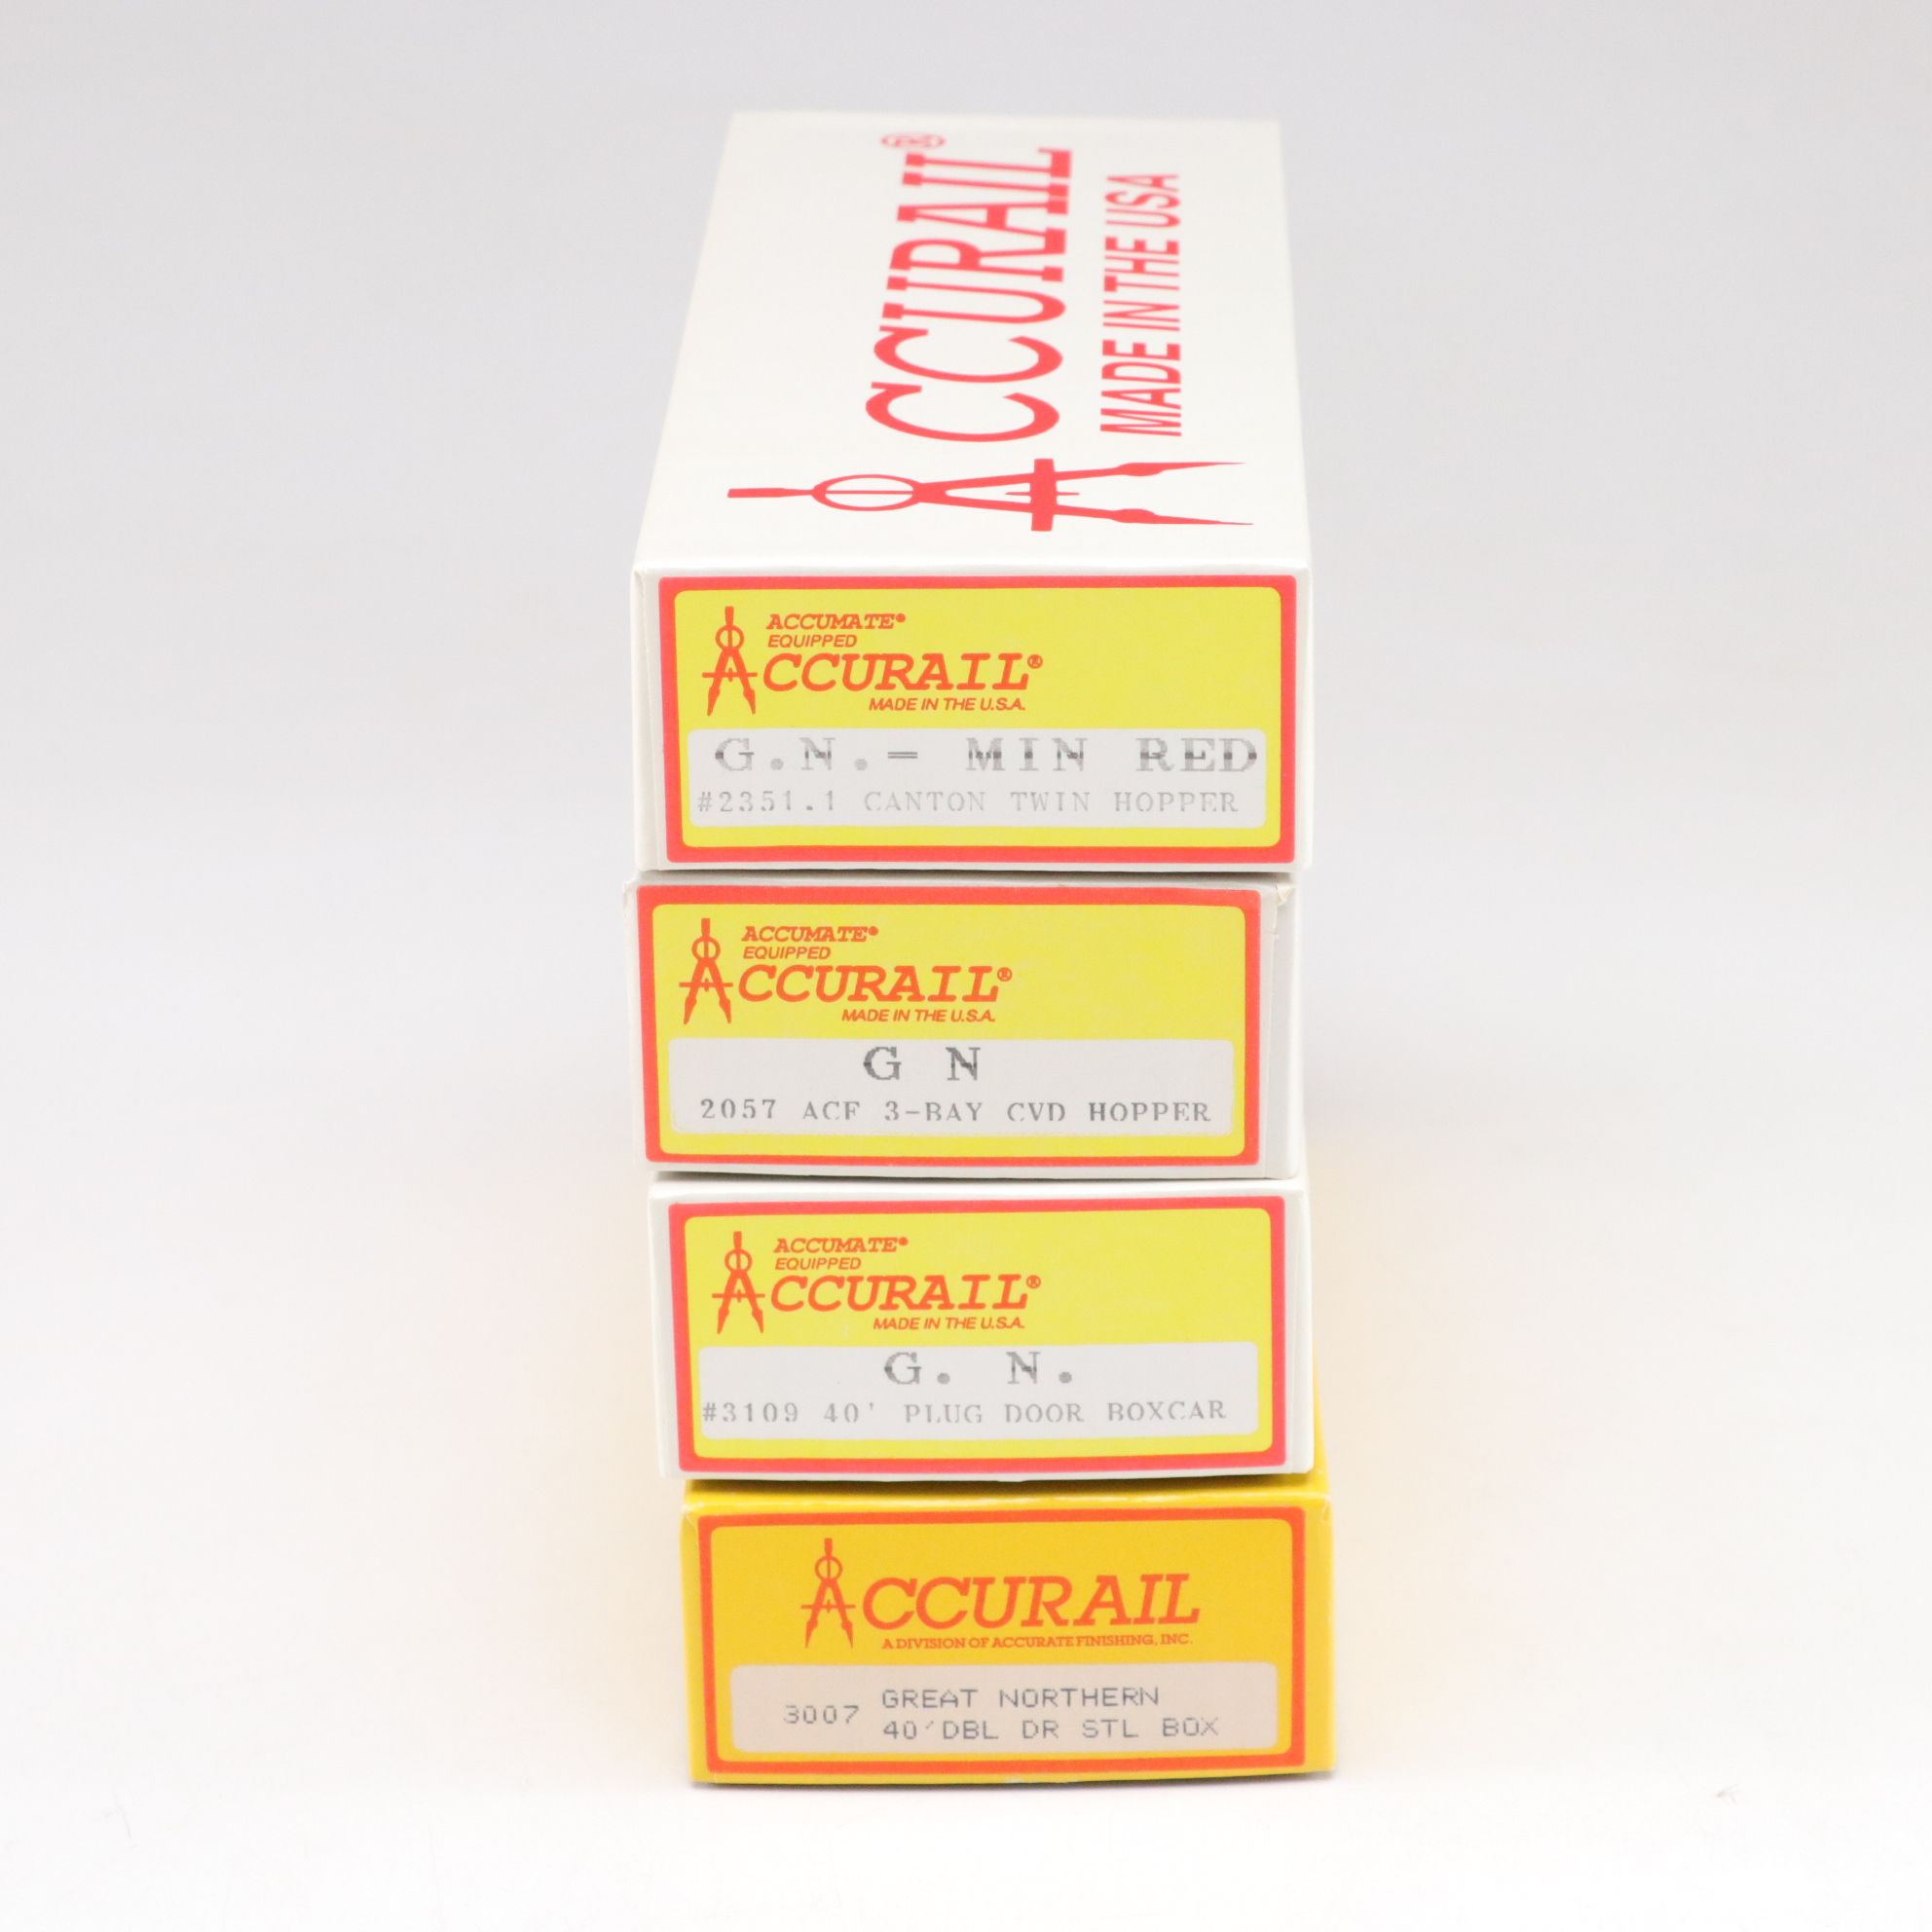 ACCURAIL®
MADE IN THE USA
ACCUMATE®
EQUIPPED
ACCURAIL®
MADE IN THE U.S.A.
G.N.- MIN RED
#2351.1 CANTON TWIN HOPPER
ACCUMATE®
EQUIPPED
ACCURAIL®
MADE IN THE U.S.A.
G N
2057 ACF 3-BAY CVD HOPPER
ACCUMATE®
EQUIPPED
ACCURAIL®
MADE IN THE U.S.A.
G. N.
#3109 40' PLUG DOOR BOXCAR
ACCURAIL
A DIVISION OF ACCURATE FINISHING, INC.
3007 GREAT NORTHERN
40'DBL DR STL BOX